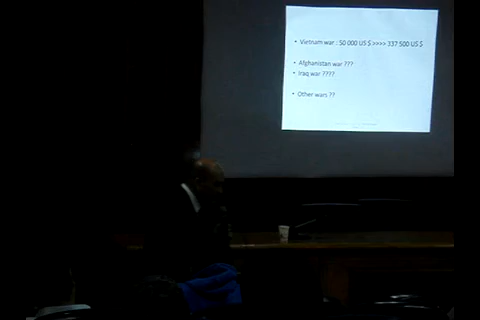 • Vietnam war : 50 000 US $ >>>> 337 500 US $
• Afghanistan war ???
• Iraq war ????
• Other wars ??